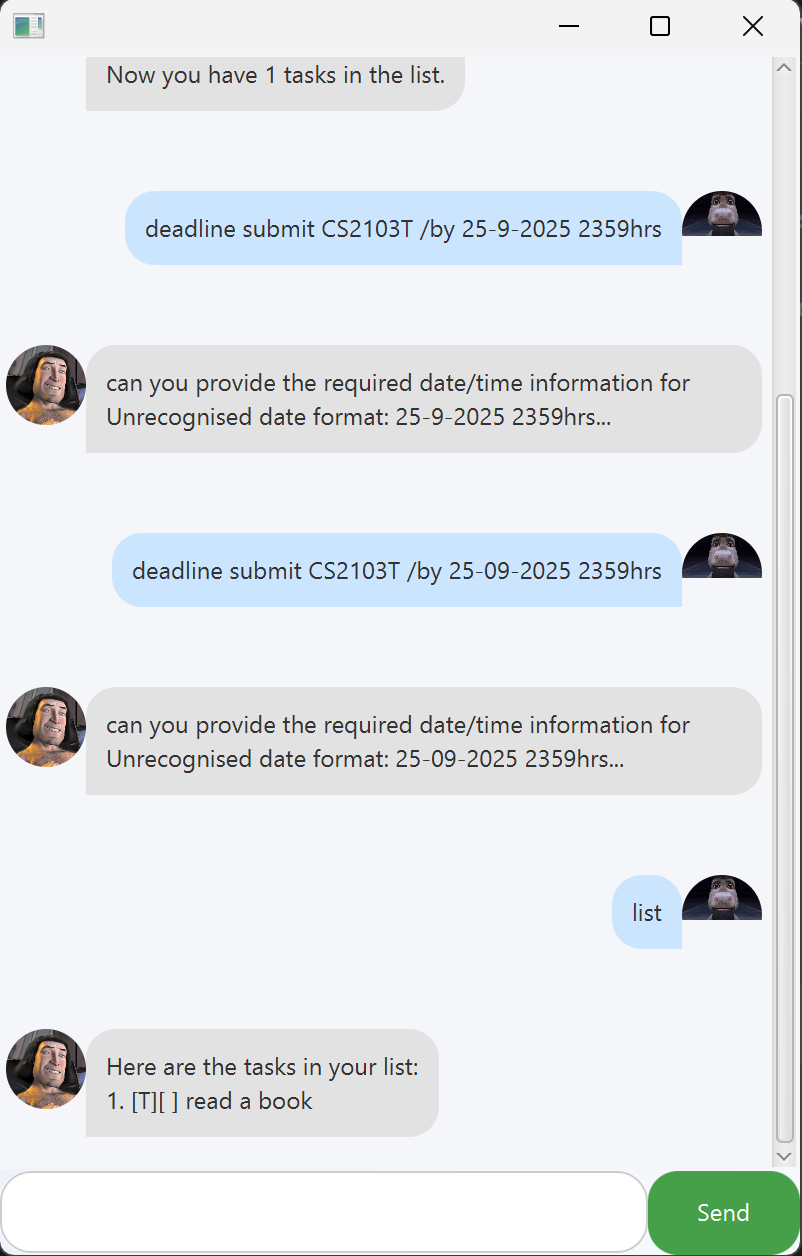 Now you have 1 tasks in the list.
deadline submit CS2103T /by 25-9-2025 2359hrs
can you provide the required date/time information for
Unrecognised date format: 25-9-2025 2359hrs...
deadline submit CS2103T /by 25-09-2025 2359hrs
can you provide the required date/time information for
Unrecognised date format: 25-09-2025 2359hrs...
list
Here are the tasks in your list:
1. [T][ ] read a book
Send